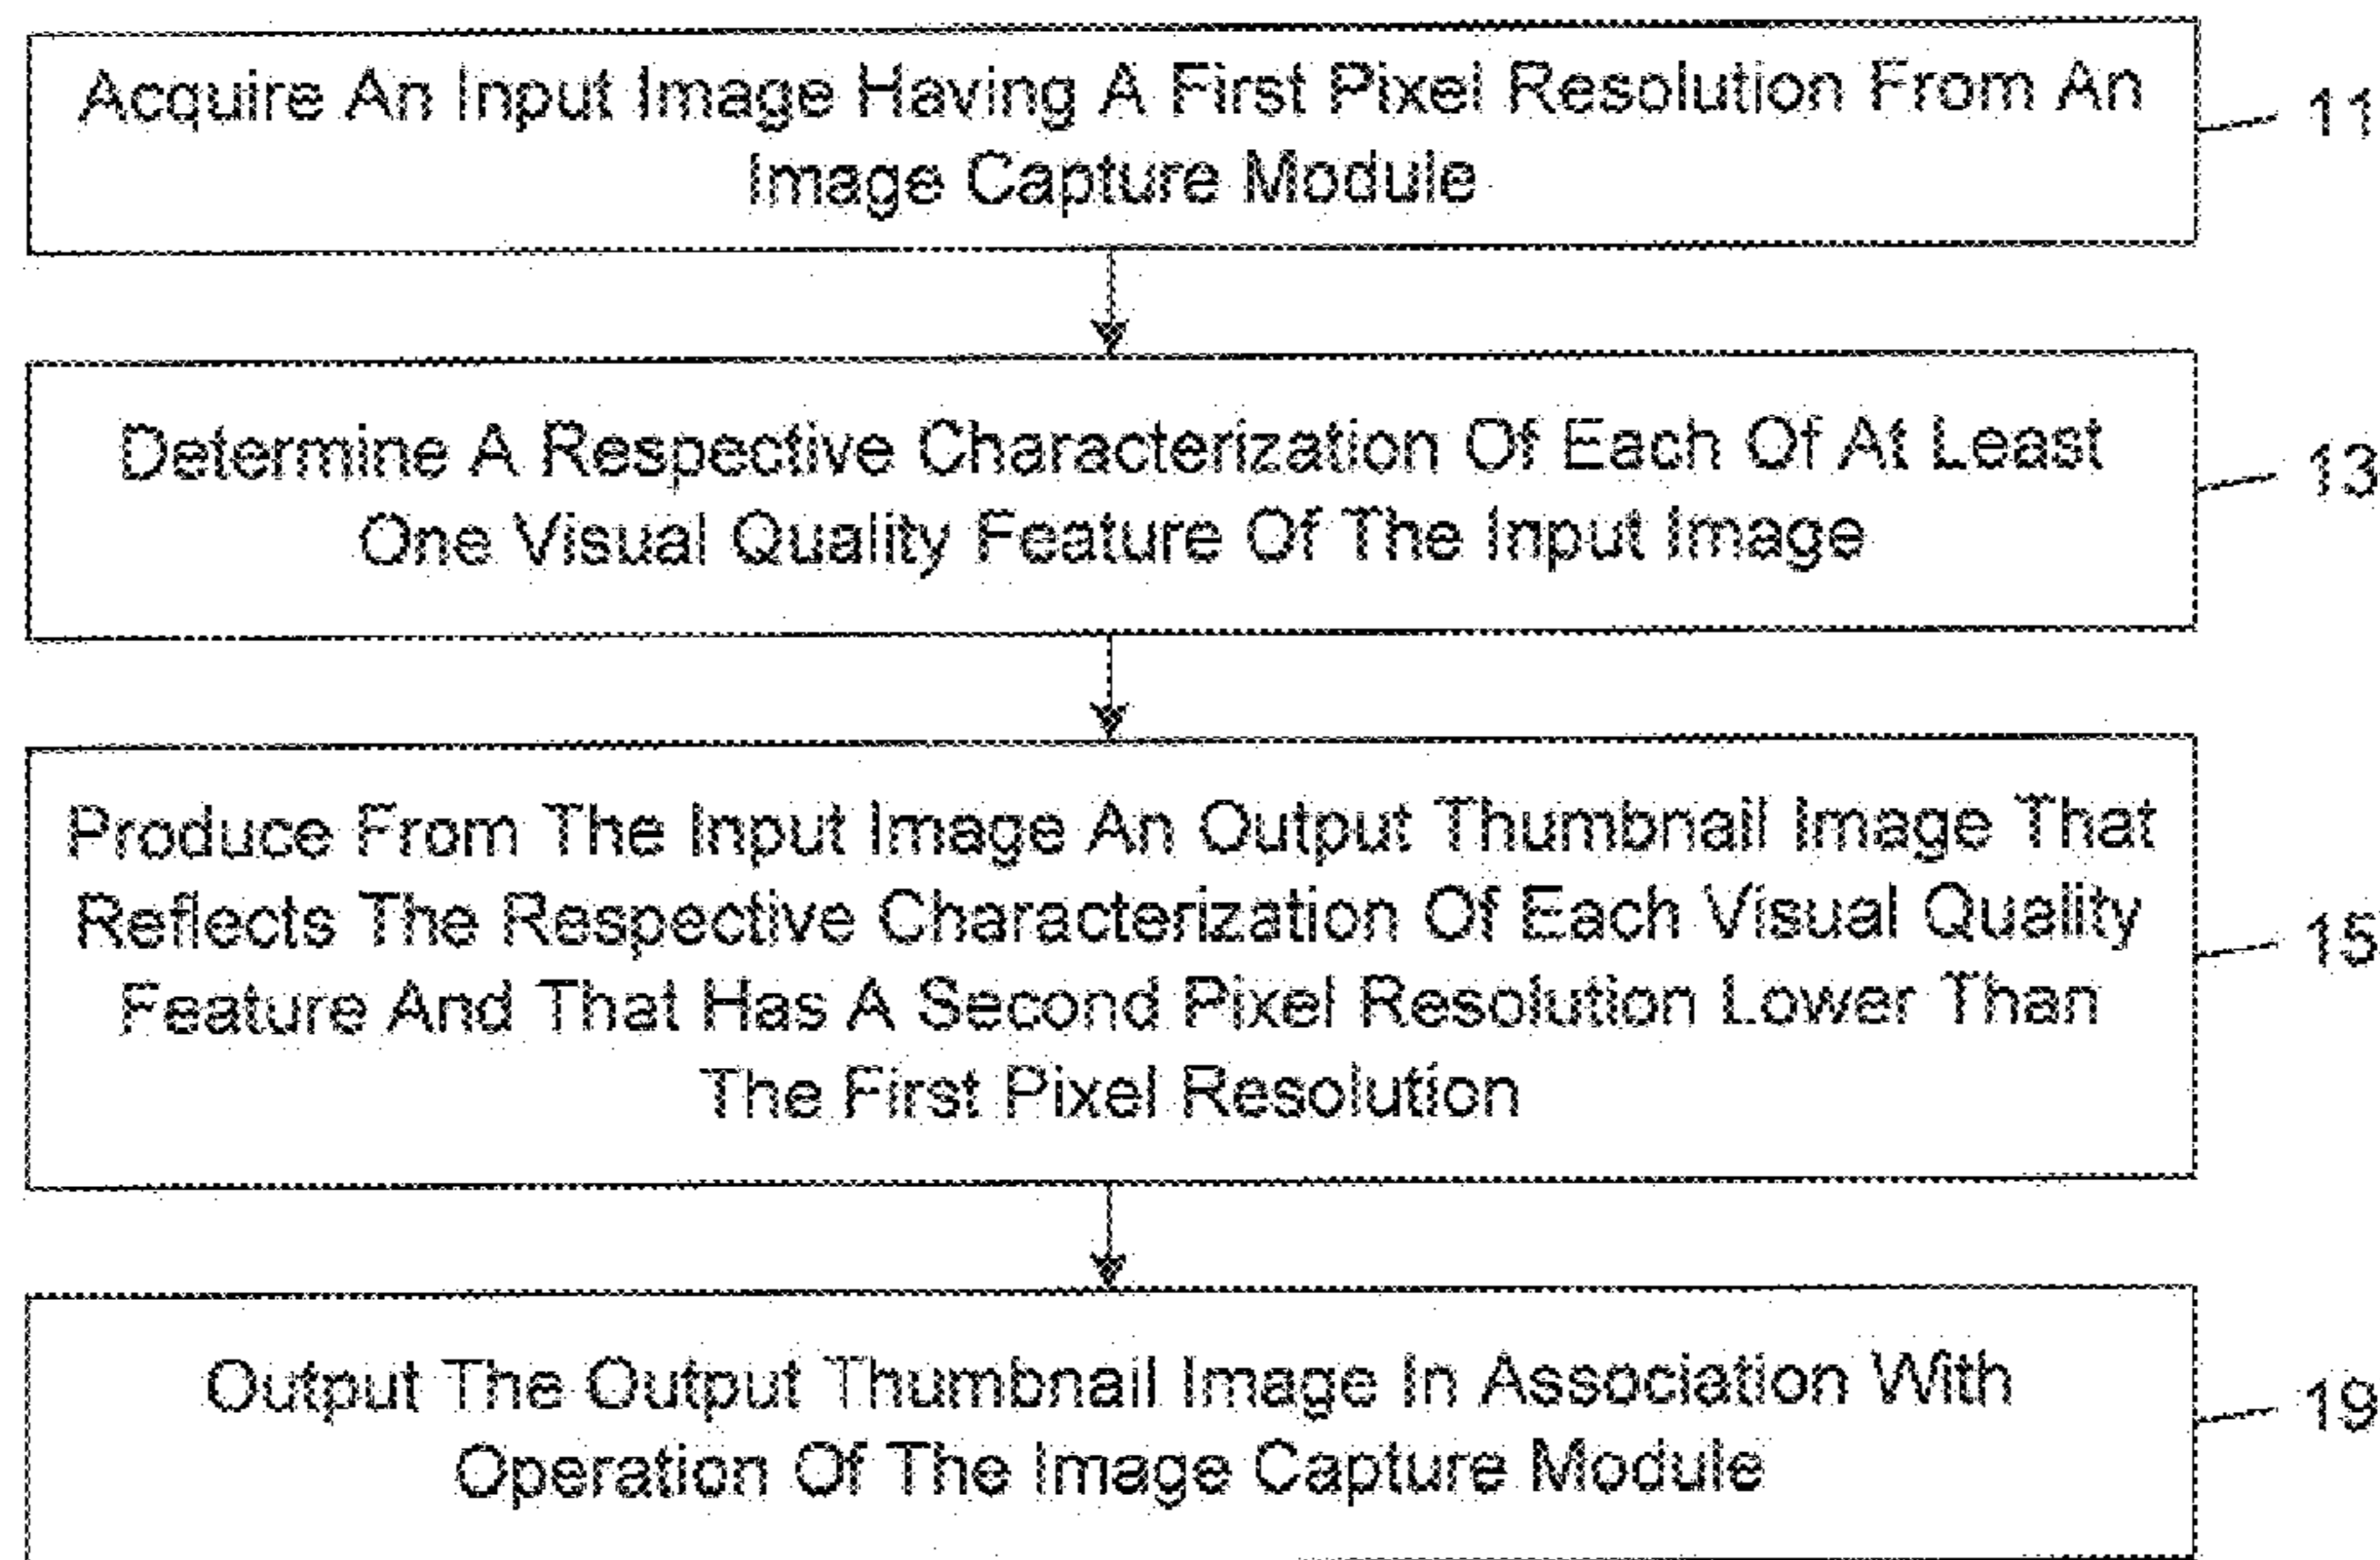 Acquire An Input Image Having A First Pixel Resolution From An
Image Capture Module
11
Determine A Respective Characterization Of Each Of At Least
One Visual Quality Feature Of The Input Image
13
Produce From The Input Image An Output Thumbnail Image That
Reflects The Respective Characterization Of Each Visual Quality
Feature And That Has A Second Pixel Resolution Lower Than
The First Pixel Resolution
15
Output The Output Thumbnail Image In Association With
Operation Of The Image Capture Module
19